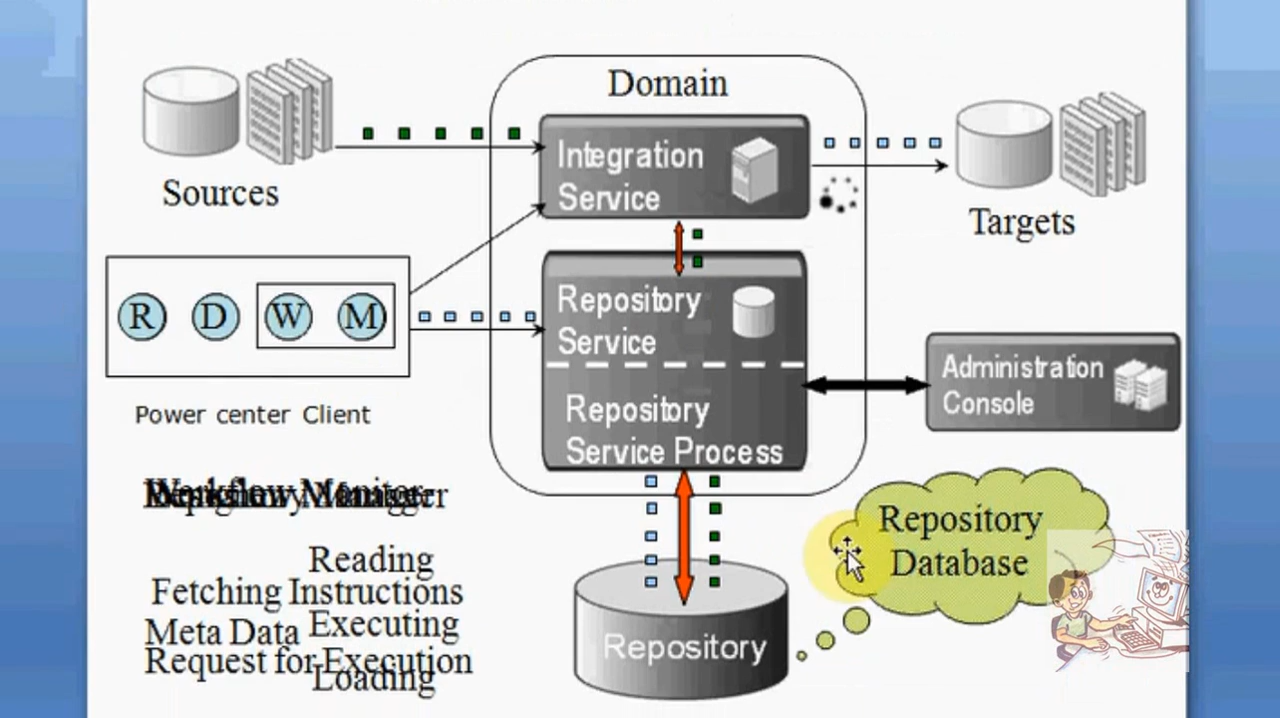 Domain
Integration
Service
Sources
Targets
R D W M
Repository
Service
Repository
Service Process
Administration
Console
Power center Client
Reading
Fetching Instructions
Executing
Meta Data
Request for Execution
Loading
Repository
Database
Repository